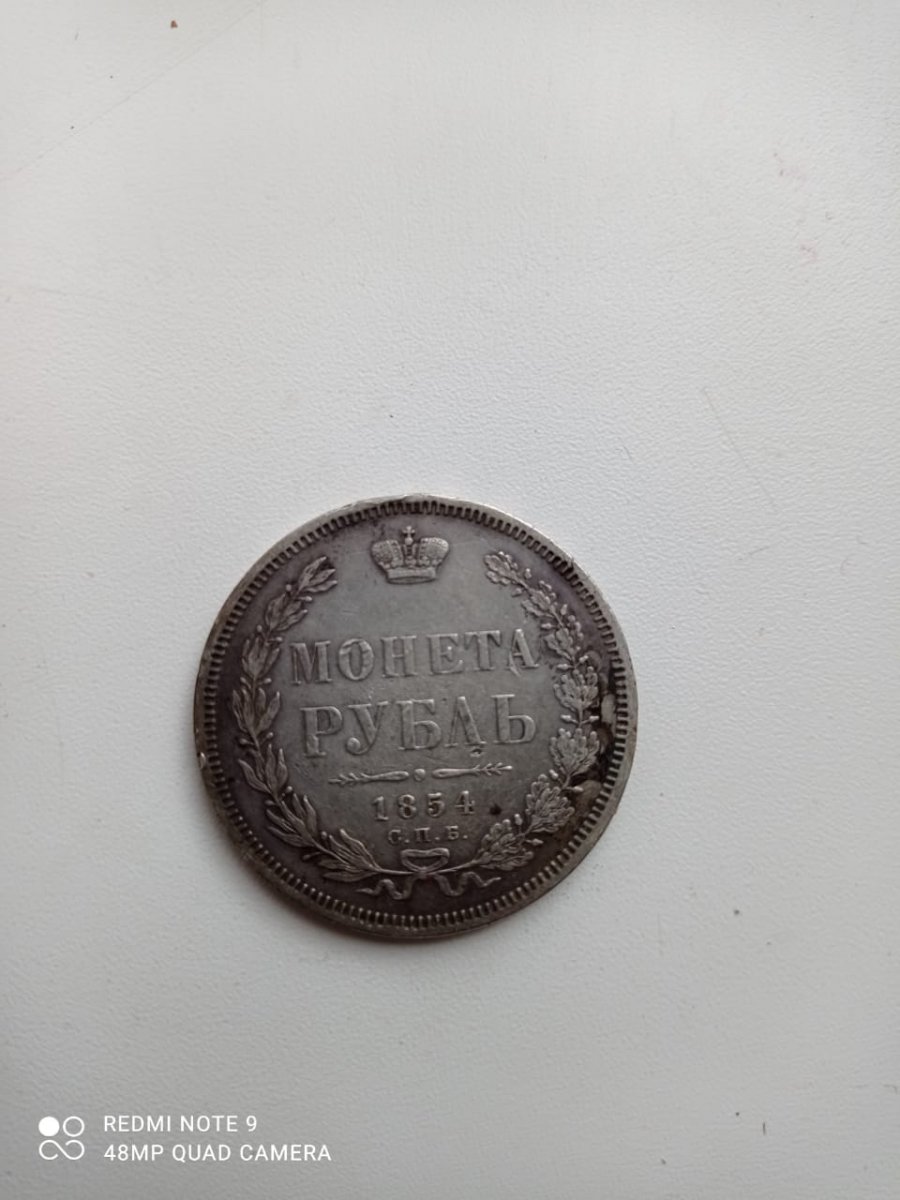 МОНЕТА
РУБЛЬ
1854
С.П.Б.
REDMI NOTE 9
48MP QUAD CAMERA